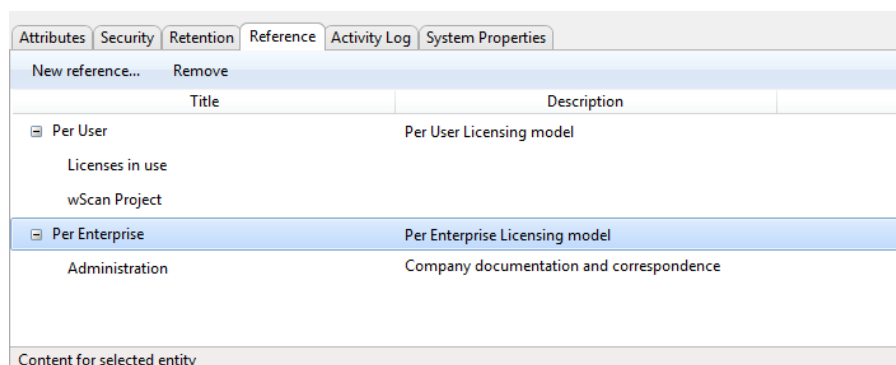 Attributes Security Retention Reference Activity Log System Properties
New reference... Remove
Title Description
Per User Per User Licensing model
Licenses in use
wScan Project
Per Enterprise Per Enterprise Licensing model
Administration Company documentation and correspondence
Content for selected entity